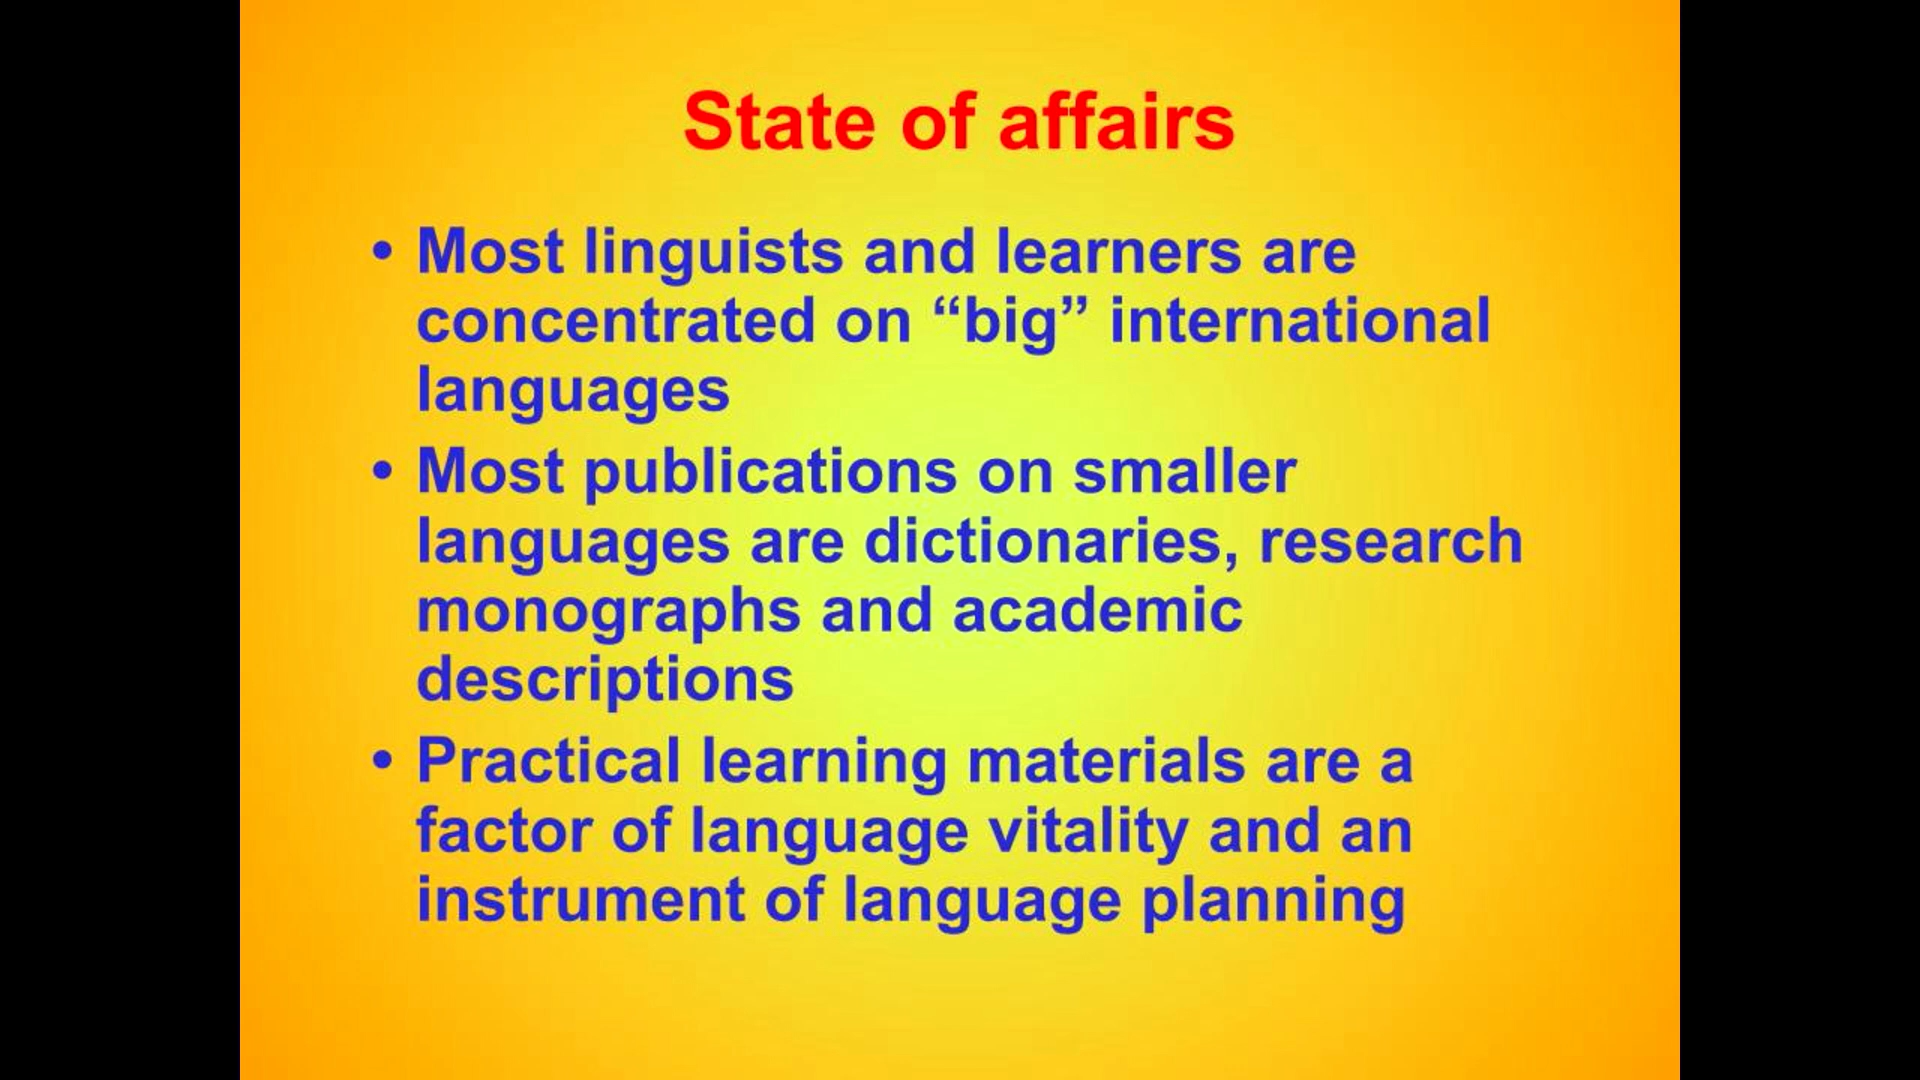 State of affairs
• Most linguists and learners are
concentrated on “big” international
languages
• Most publications on smaller
languages are dictionaries, research
monographs and academic
descriptions
• Practical learning materials are a
factor of language vitality and an
instrument of language planning